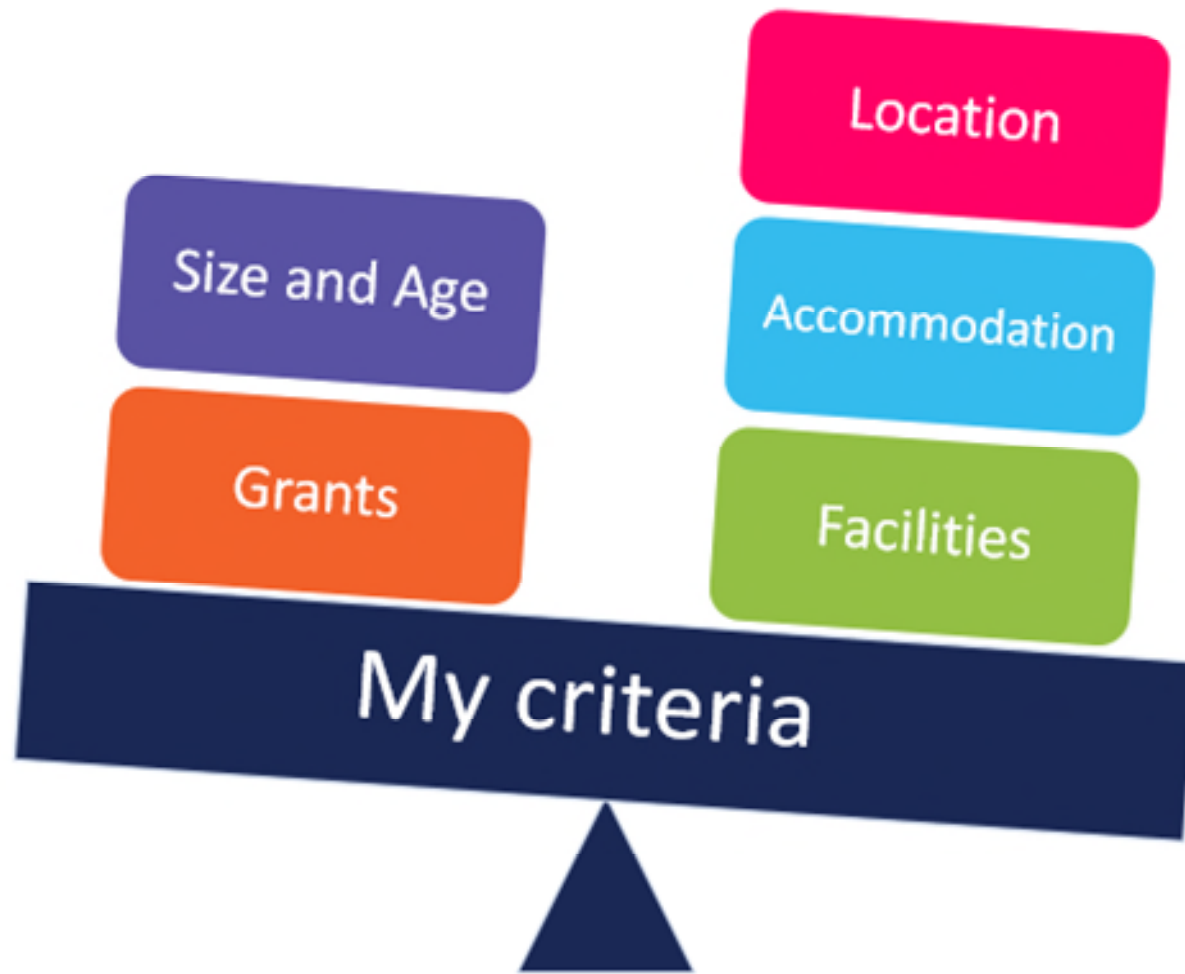 Location
Size and Age
Accommodation
Grants
Facilities
My criteria